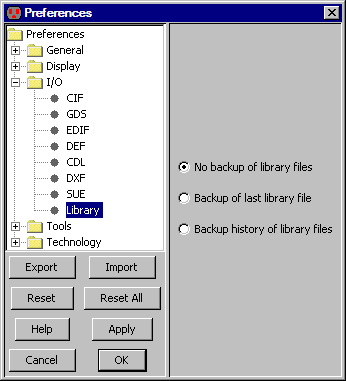 Preferences
Preferences
General
Display
I/O
CIF
GDS
EDIF
DEF
CDL
DXF
SUE
Library
Tools
Technology
Export Import
Reset Reset All
Help Apply
Cancel OK
No backup of library files
Backup of last library file
Backup history of library files